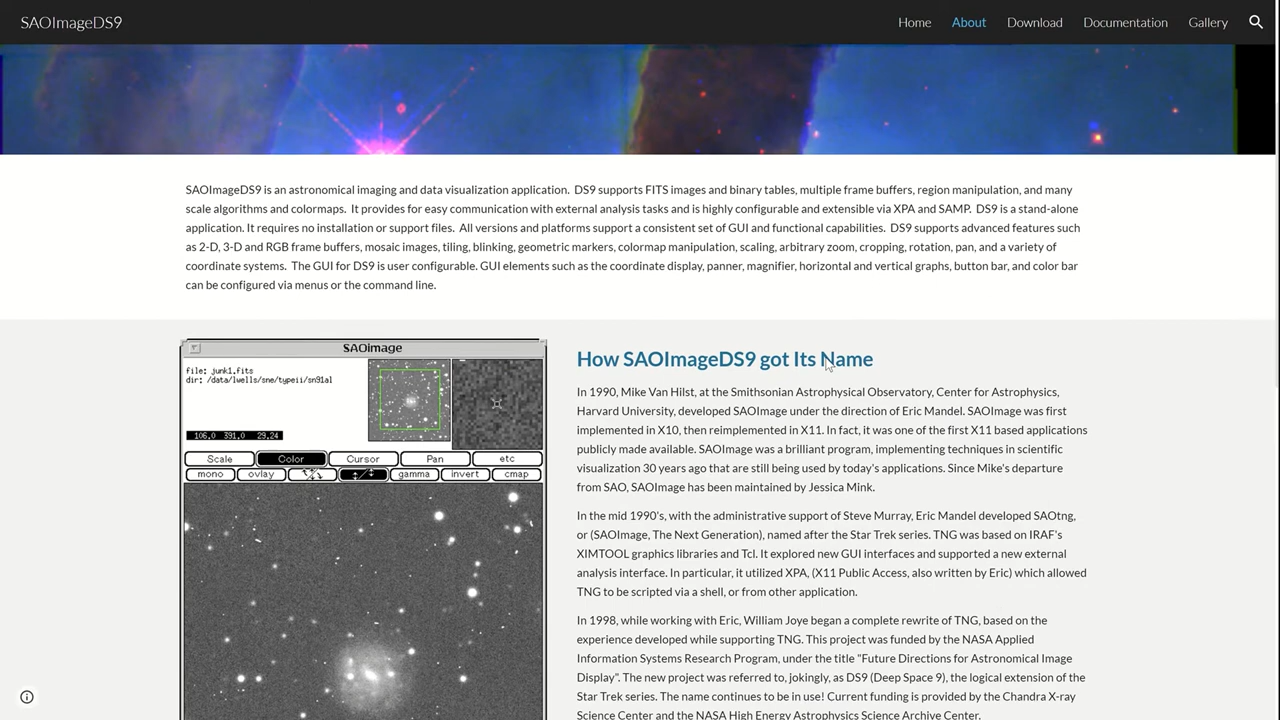 SAOImageDS9
Home About Download Documentation Gallery
SAOImageDS9 is an astronomical imaging and data visualization application. DS9 supports FITS images and binary tables, multiple frame buffers, region manipulation, and many
scale algorithms and colormaps. It provides for easy communication with external analysis tasks and is highly configurable and extensible via XPA and SAMP. DS9 is a stand-alone
application. It requires no installation or support files. All versions and platforms support a consistent set of GUI and functional capabilities. DS9 supports advanced features such
as 2-D, 3-D and RGB frame buffers, mosaic images, tiling, blinking, geometric markers, colormap manipulation, scaling, arbitrary zoom, cropping, rotation, pan, and a variety of
coordinate systems. The GUI for DS9 is user configurable. GUI elements such as the coordinate display, panner, magnifier, horizontal and vertical graphs, button bar, and color bar
can be configured via menus or the command line.
SAOimage
file: junk1.fits
dir: /data/lwells/sne/typeii/sn91al
106.0 391.0 29.24
Scale Color Cursor Pan etc
mono ovlay gamma invert cmap
How SAOImageDS9 got Its Name
In 1990, Mike Van Hilst, at the Smithsonian Astrophysical Observatory, Center for Astrophysics,
Harvard University, developed SAOImage under the direction of Eric Mandel. SAOImage was first
implemented in X10, then reimplemented in X11. In fact, it was one of the first X11 based applications
publicly made available. SAOImage was a brilliant program, implementing techniques in scientific
visualization 30 years ago that are still being used by today's applications. Since Mike's departure
from SAO, SAOImage has been maintained by Jessica Mink.
In the mid 1990's, with the administrative support of Steve Murray, Eric Mandel developed SAOtng,
or (SAOImage, The Next Generation), named after the Star Trek series. TNG was based on IRAF's
XIMTOOL graphics libraries and Tcl. It explored new GUI interfaces and supported a new external
analysis interface. In particular, it utilized XPA, (X11 Public Access, also written by Eric) which allowed
TNG to be scripted via a shell, or from other application.
In 1998, while working with Eric, William Joye began a complete rewrite of TNG, based on the
experience developed while supporting TNG. This project was funded by the NASA Applied
Information Systems Research Program, under the title "Future Directions for Astronomical Image
Display". The new project was referred to, jokingly, as DS9 (Deep Space 9), the logical extension of the
Star Trek series. The name continues to be in use! Current funding is provided by the Chandra X-ray
Science Center and the NASA High Energy Astrophysics Science Archive Center.